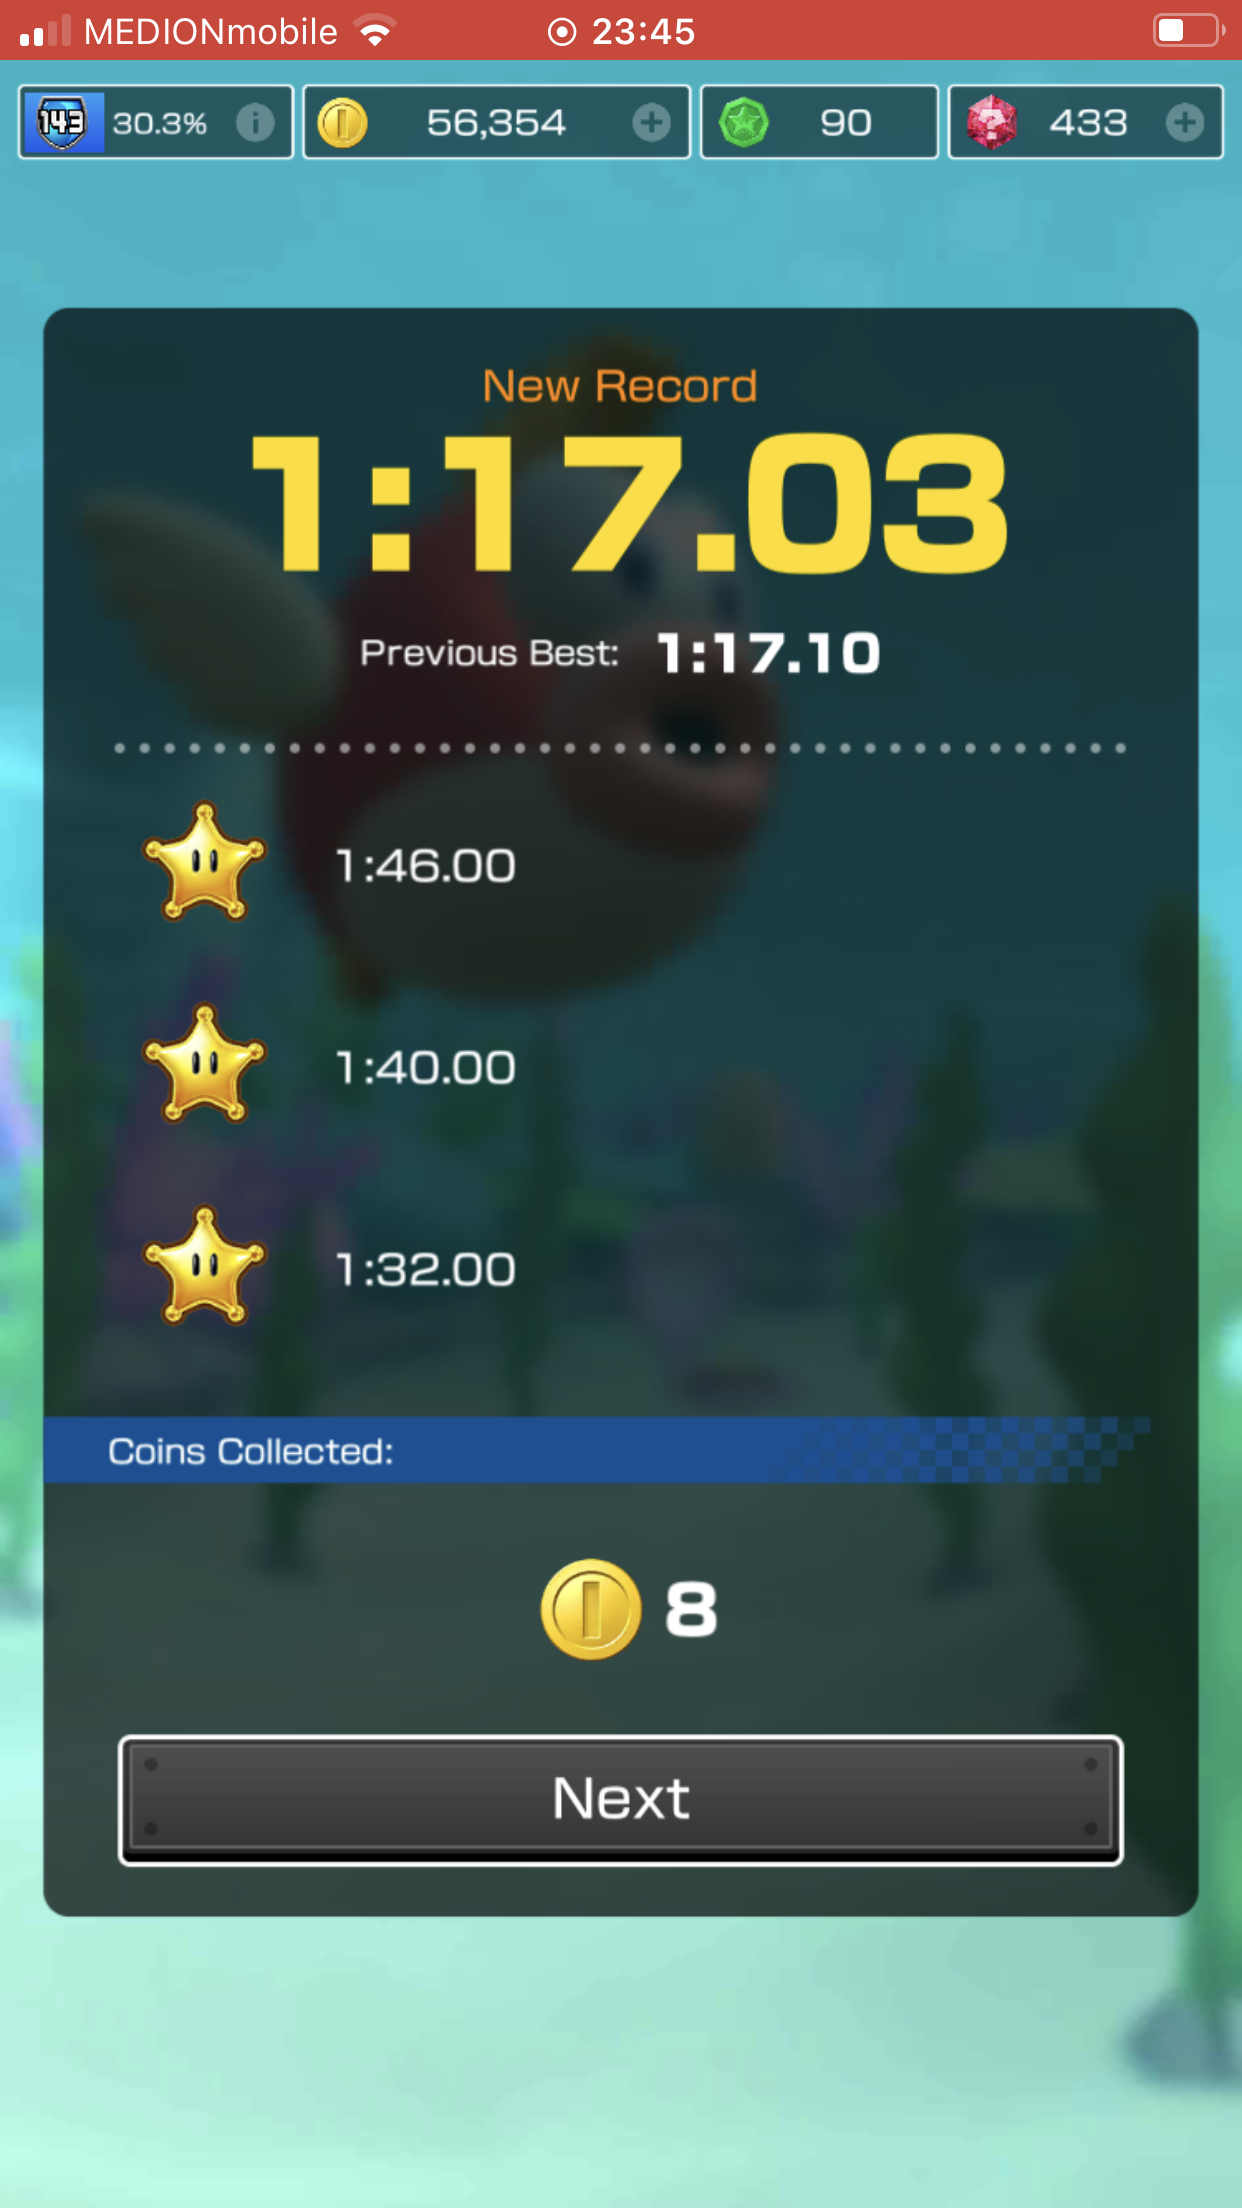 MEDIONmobile 23:45
143 30.3% i 56,354 + 90 ? 433 +
New Record
1:17.03
Previous Best: 1:17.10
1:46.00
1:40.00
1:32.00
Coins Collected:
8
Next